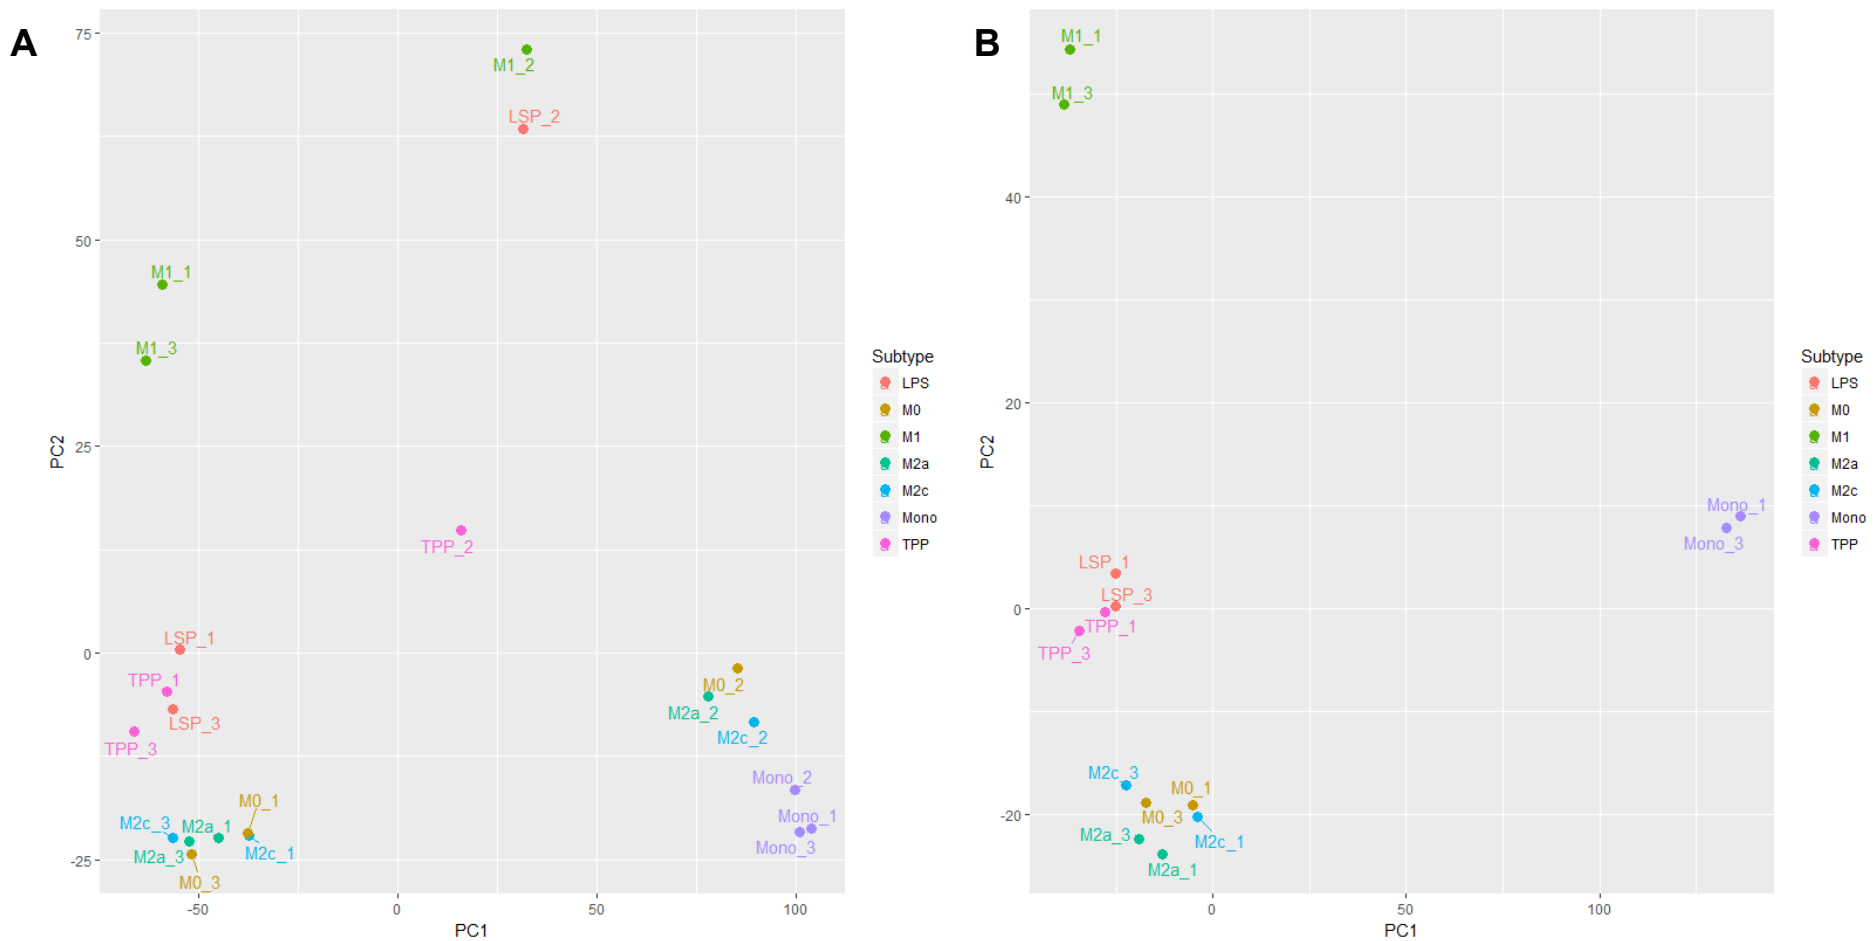 A
75
50
25
0
-25
PC2
M1_2
LSP_2
M1_1
M1_3
TPP_2
LSP_1
TPP_1
LSP_3
TPP_3
M0_2
M2a_2
M2c_2
Mono_2
Mono_1
Mono_3
M0_1
M2c_3
M2a_1
M2a_3
M2c_1
M0_3
-50
0
50
100
PC1
Subtype
LPS
M0
M1
M2a
M2c
Mono
TPP
B
40
20
0
-20
PC2
M1_1
M1_3
Mono_1
Mono_3
LSP_1
LSP_3
TPP_1
TPP_3
M2c_3
M0_1
M0_3
M2a_3
M2c_1
M2a_1
0
50
100
PC1
Subtype
LPS
M0
M1
M2a
M2c
Mono
TPP